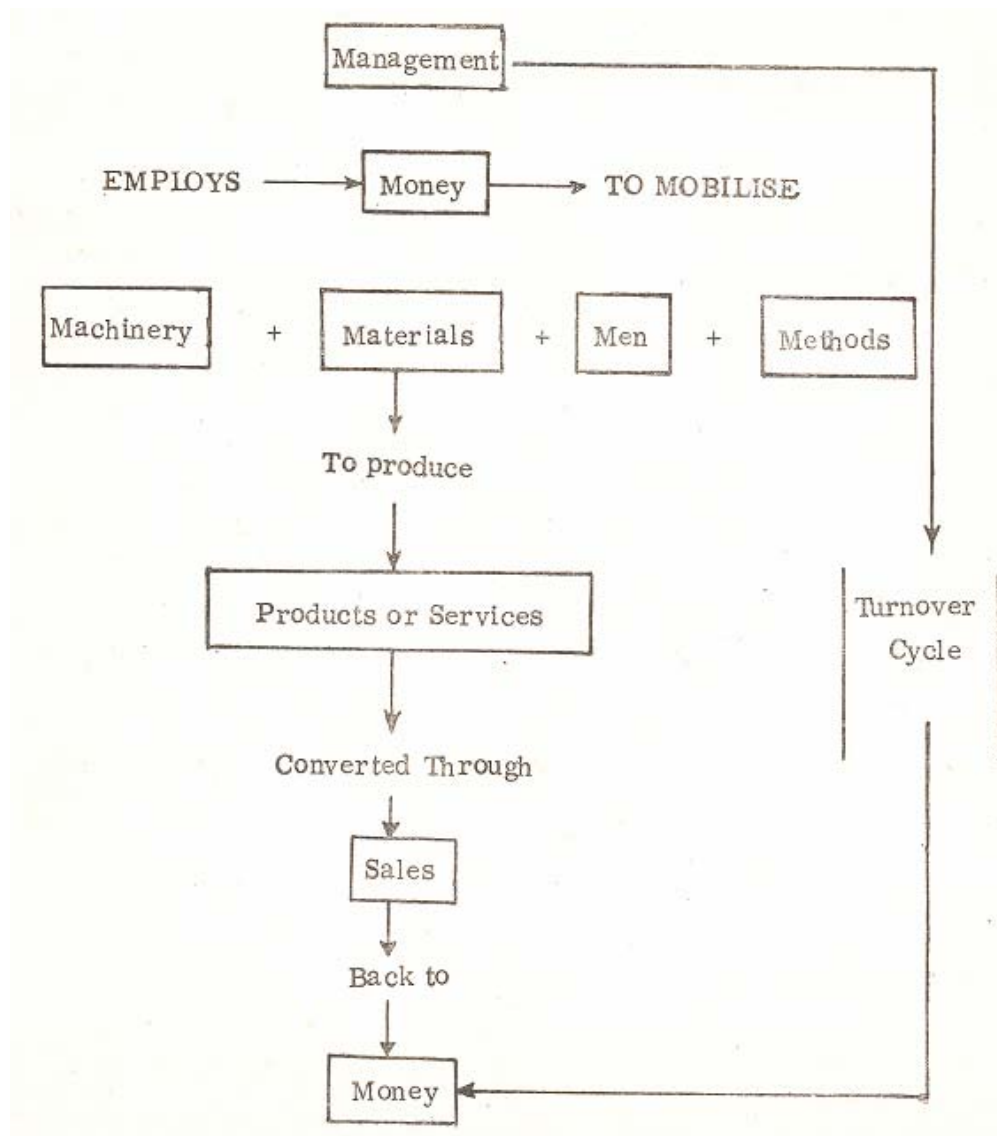 Management
EMPLOYS Money TO MOBILISE
Machinery + Materials + Men + Methods
To produce
Products or Services
Turnover
Cycle
Converted Through
Sales
Back to
Money